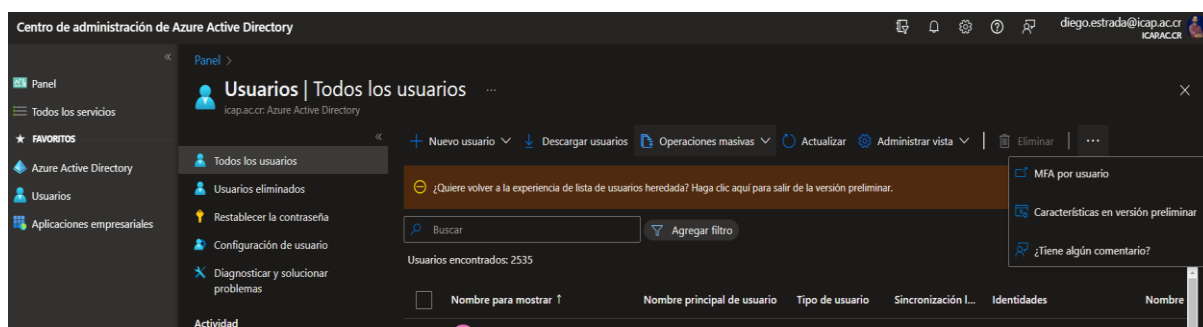 Centro de administración de Azure Active Directory
diego.estrada@icap.ac.cr
ICAP.AC.CR
Panel
Todos los servicios
FAVORITOS
Azure Active Directory
Usuarios
Aplicaciones empresariales
Panel >
Usuarios | Todos los usuarios ...
icap.ac.cr: Azure Active Directory
Todos los usuarios
Usuarios eliminados
Restablecer la contraseña
Configuración de usuario
Diagnosticar y solucionar
problemas
Actividad
Nuevo usuario Descargar usuarios Operaciones masivas Actualizar Administrar vista Eliminar ...
MFA por usuario
Características en versión preliminar
¿Tiene algún comentario?
¿Quiere volver a la experiencia de lista de usuarios heredada? Haga clic aquí para salir de la versión preliminar.
Buscar Agregar filtro
Usuarios encontrados: 2535
Nombre para mostrar ↑ Nombre principal de usuario Tipo de usuario Sincronización l... Identidades Nombre